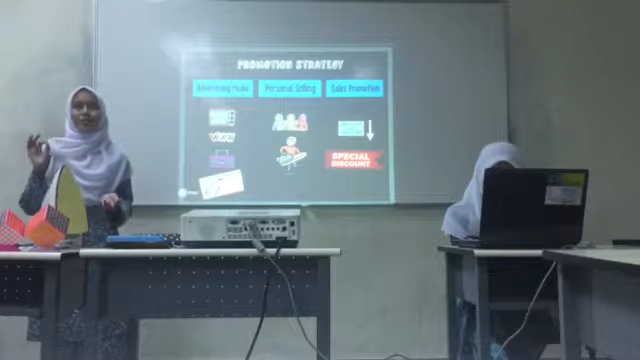 PROMOTION STRATEGY
Advertising Media
Personal Selling
Sales Promotion
WWW
SPECIAL
DISCOUNT